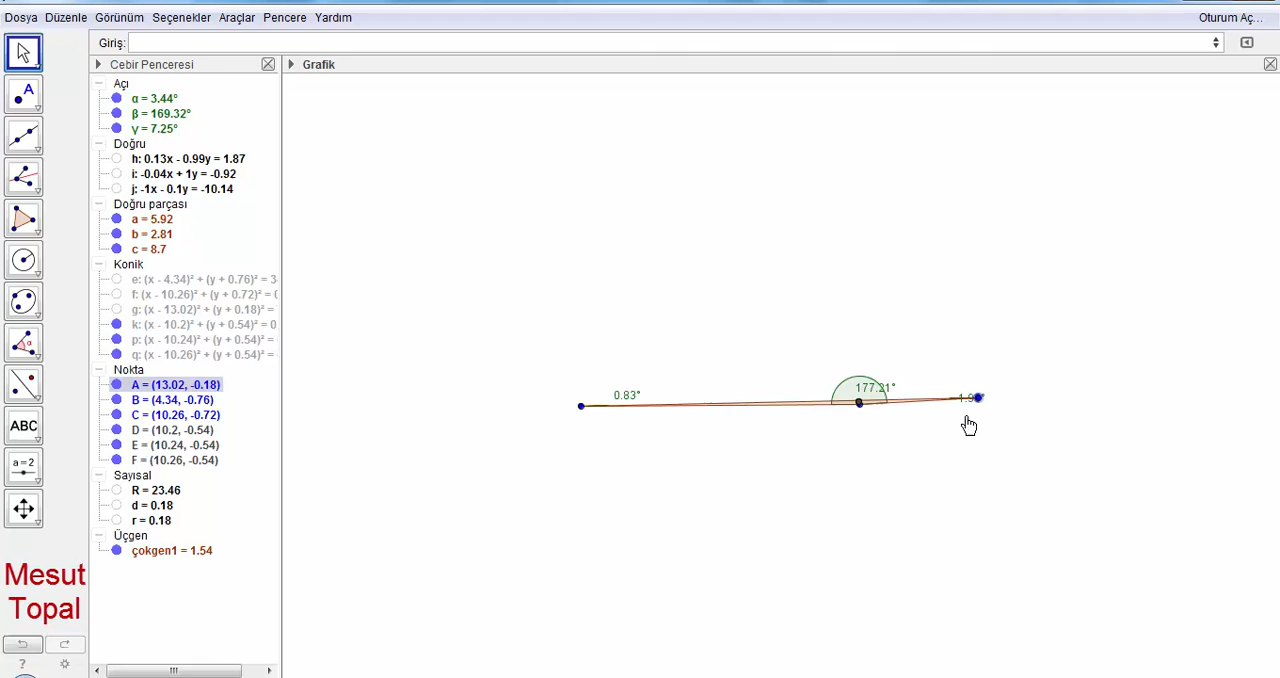 Dosya Düzenle Görünüm Seçenekler Araçlar Pencere Yardım Oturum Aç...
Giriş:
Cebir Penceresi
Grafik
Açı
α = 3.44°
β = 169.32°
γ = 7.25°
Doğru
h: 0.13x - 0.99y = 1.87
i: -0.04x + 1y = -0.92
j: -1x - 0.1y = -10.14
Doğru parçası
a = 5.92
b = 2.81
c = 8.7
Konik
e: (x - 4.34)² + (y + 0.76)² = 3
f: (x - 10.26)² + (y + 0.72)² =
g: (x - 13.02)² + (y + 0.18)² =
k: (x - 10.2)² + (y + 0.54)² = 0
p: (x - 10.24)² + (y + 0.54)² =
q: (x - 10.26)² + (y + 0.54)² =
Nokta
A = (13.02, -0.18)
B = (4.34, -0.76)
C = (10.26, -0.72)
D = (10.2, -0.54)
E = (10.24, -0.54)
F = (10.26, -0.54)
Sayısal
R = 23.46
d = 0.18
r = 0.18
Üçgen
çokgen1 = 1.54
A
α
ABC
a = 2
Mesut
Topal
?
0.83°
177.21°